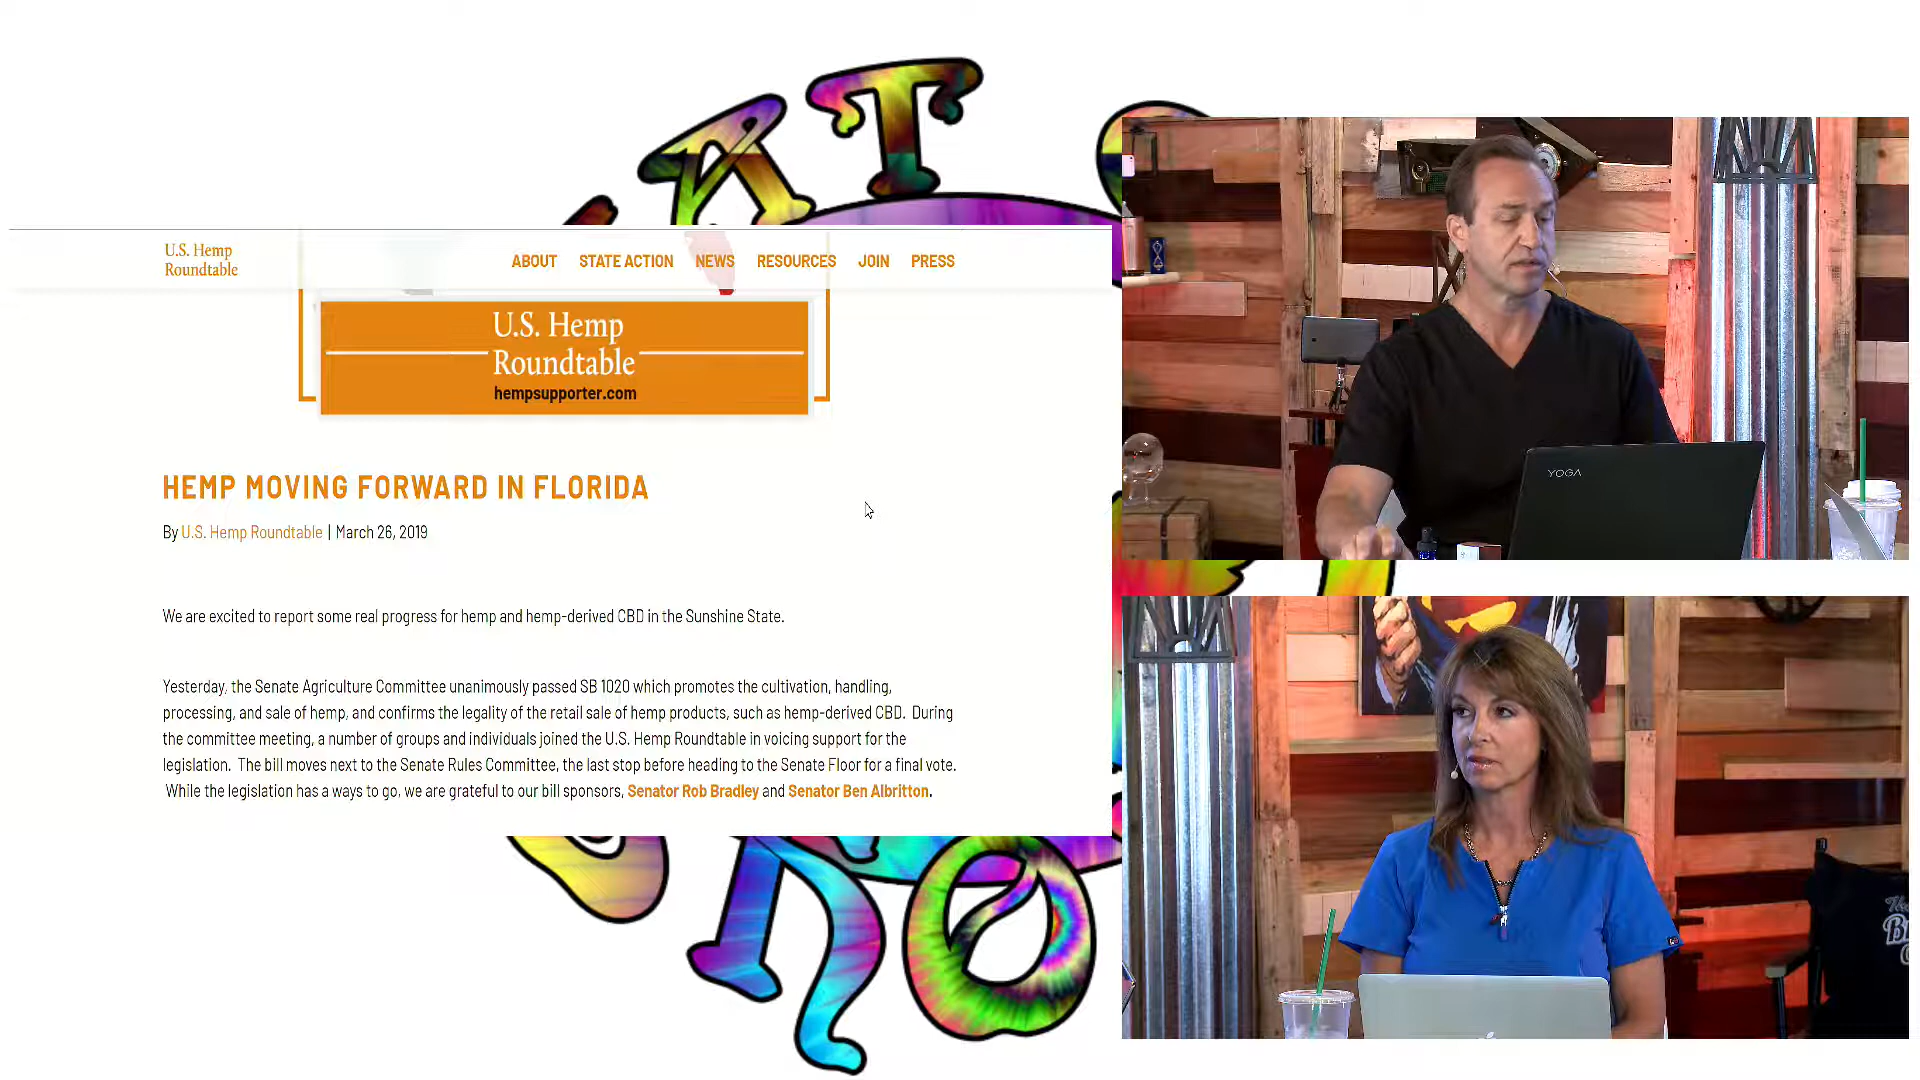 AT
U.S. Hemp
Roundtable
ABOUT STATE ACTION NEWS RESOURCES JOIN PRESS
U.S. Hemp
Roundtable
hempsupporter.com
HEMP MOVING FORWARD IN FLORIDA
By U.S. Hemp Roundtable | March 26, 2019
We are excited to report some real progress for hemp and hemp-derived CBD in the Sunshine State.
Yesterday, the Senate Agriculture Committee unanimously passed SB 1020 which promotes the cultivation, handling,
processing, and sale of hemp, and confirms the legality of the retail sale of hemp products, such as hemp-derived CBD. During
the committee meeting, a number of groups and individuals joined the U.S. Hemp Roundtable in voicing support for the
legislation. The bill moves next to the Senate Rules Committee, the last stop before heading to the Senate Floor for a final vote.
While the legislation has a ways to go, we are grateful to our bill sponsors, Senator Rob Bradley and Senator Ben Albritton.
YOGA